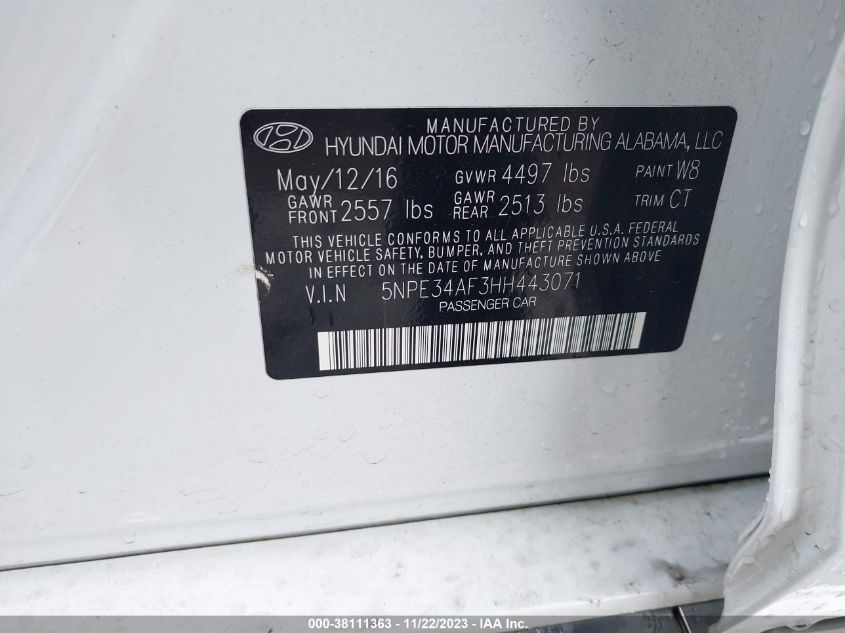 MANUFACTURED BY
HYUNDAI MOTOR MANUFACTURING ALABAMA, LLC
May/12/16 GVWR 4497 lbs PAINT W8
GAWR FRONT 2557 lbs GAWR REAR 2513 lbs TRIM CT
THIS VEHICLE CONFORMS TO ALL APPLICABLE U.S.A. FEDERAL
MOTOR VEHICLE SAFETY, BUMPER, AND THEFT PREVENTION STANDARDS
IN EFFECT ON THE DATE OF MANUFACTURE SHOWN ABOVE
V.I.N 5NPE34AF3HH443071
PASSENGER CAR
000-38111363 - 11/22/2023 - IAA Inc.